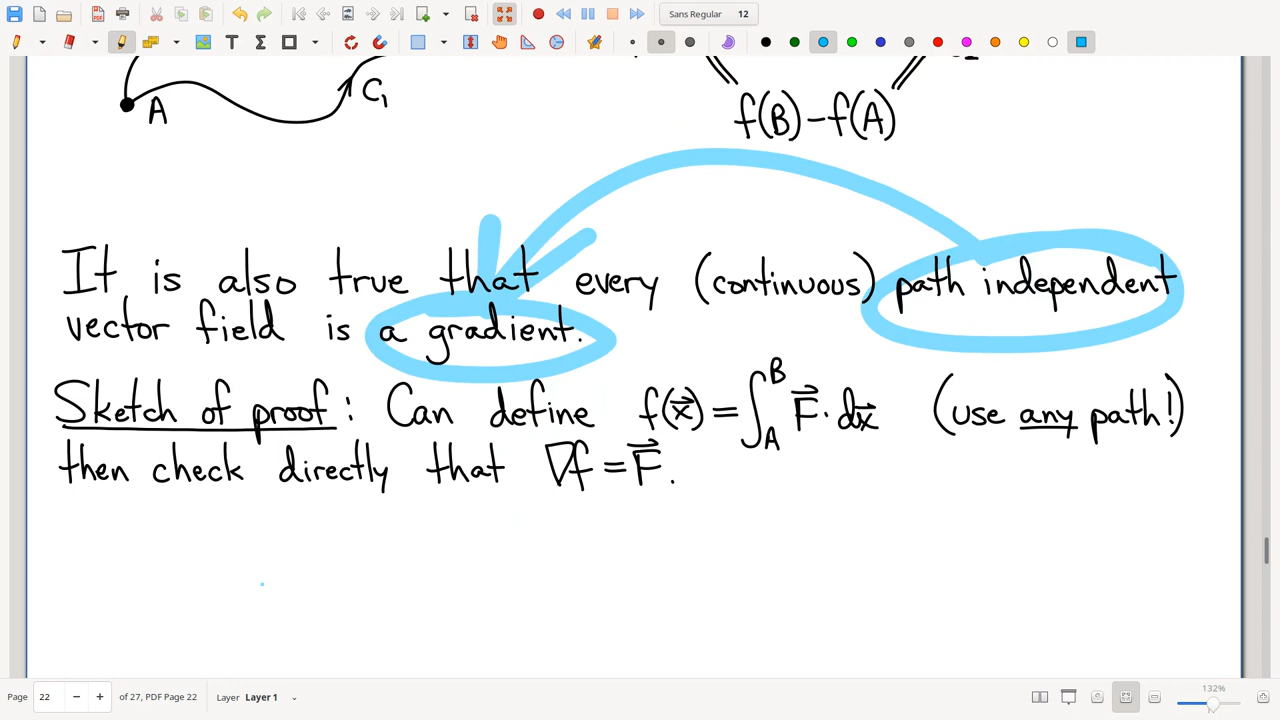 Sans Regular 12
A
C₁
f(B)-f(A)
It is also true that every (continuous) path independent
vector field is a gradient.
Sketch of proof: Can define f(x⃗) = ∫_A^B F⃗·dx⃗ (use any path!)
then check directly that ∇f = F⃗.
Page 22 of 27, PDF Page 22 Layer Layer 1 132%